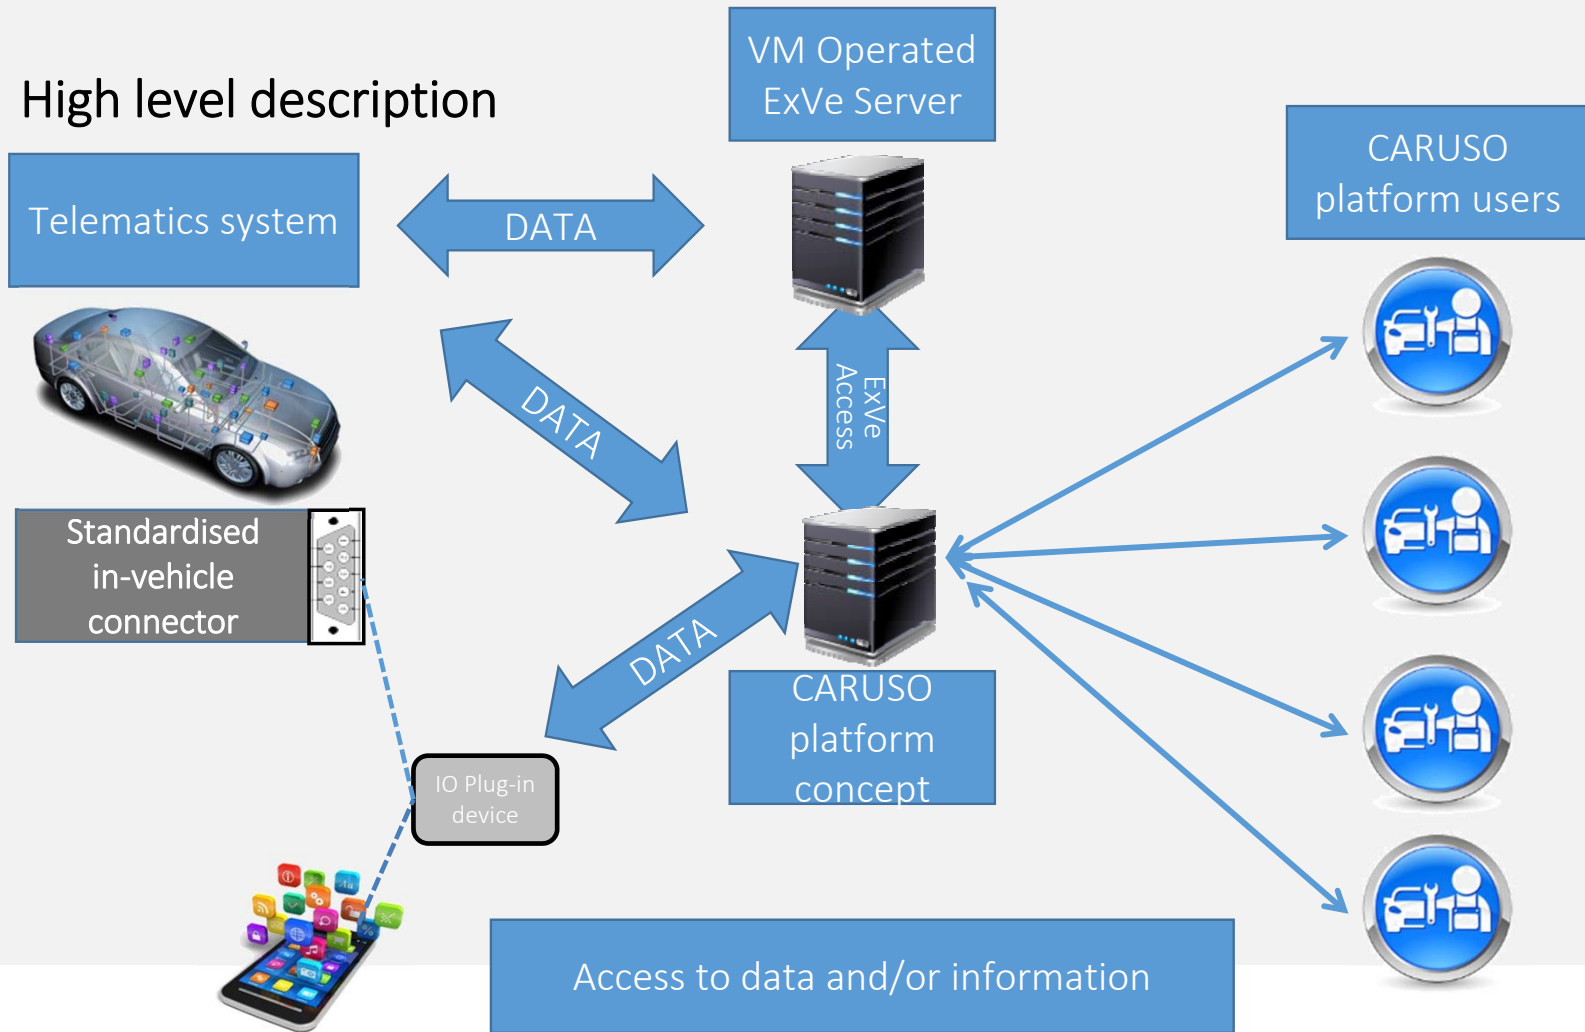 VM Operated
ExVe Server
High level description
CARUSO
platform users
Telematics system
DATA
ExVe
Access
DATA
Standardised
in-vehicle
connector
DATA
CARUSO
platform
concept
IO Plug-in
device
Access to data and/or information